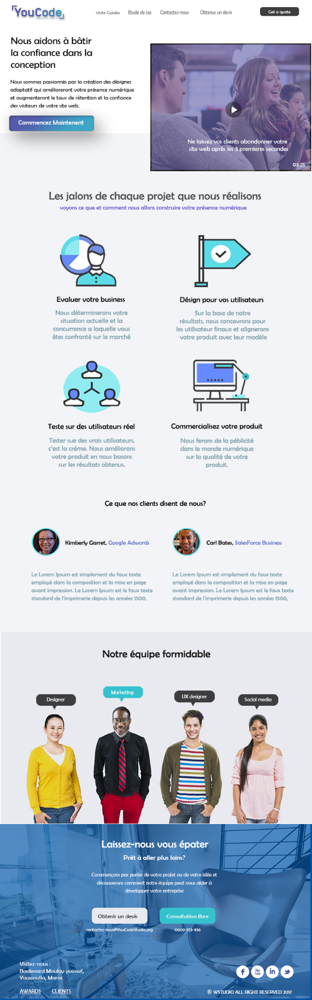 YouCode
Visite Guidée Etude de cas Contactez-nous Obtenus un devis Get a quote
Nous aidons à bâtir
la confiance dans la
conception
Nous sommes passionnés par la création des désignes
adaptatif qui amélioreront votre présence numérique
et augmenteront le taux de rétention et la confiance
des visiteurs de votre site web.
Commencez Maintenent
Ne laissez vos clients abondonner votre
site web après les 3 premieres secondes
03:25
Les jalons de chaque projet que nous réalisons
voyons ce que et comment nous allons construire votre présence numérique
Evaluer votre business
Nous déterminerons votre
situation actuelle et la
concurrence a laquelle vous
êtes confronté sur le marché
Désign pour vos utilisateurs
Sur la base de notre
résultats, nous concevrons pour
les utilisateur finaux et alignerons
votre produit avec leur modèle
Teste sur des utilisateurs réel
Tester sue des vrais utilisateurs,
c'est la crème. Nous améliorons
votre produit en nous basons
sur les résultats obtenus.
Commercialisez votre produit
Nous ferons de la péblicité
dans le monde numérique
sur la qualité de votre
produit.
Ce que nos clients disent de nous?
Kimberly Garret, Google Adwords
Le Lorem Ipsum est simplement du faux texte
employé dans la composition et la mise en page
avant impression. Le Lorem Ipsum est le faux texte
standard de l'imprimerie depuis les années 1500,
Carl Bates, SalesForce Business
Le Lorem Ipsum est simplement du faux texte
employé dans la composition et la mise en page
avant impression. Le Lorem Ipsum est le faux texte
standard de l'imprimerie depuis les années 1500,
Notre équipe formidable
Designer
Marketing
UX designer
Social media
Laissez-nous vous épater
Prêt à aller plus loins?
Commençons par parler de votre projet ou de votre idée et
découverons comment notre équipe peut vous aider à
développer votre entreprise
Obtenir un devis
Consultation libre
contactez-nous@YouCodeStudio.org
0600-123-456
Visitez-nous :
Boulevard Moulay youssef,
Youssoufia, Maroc
AWARDS CLIENTS
You
Tube
in
© WSTUDIO ALL RIGHT RESERVED 2017